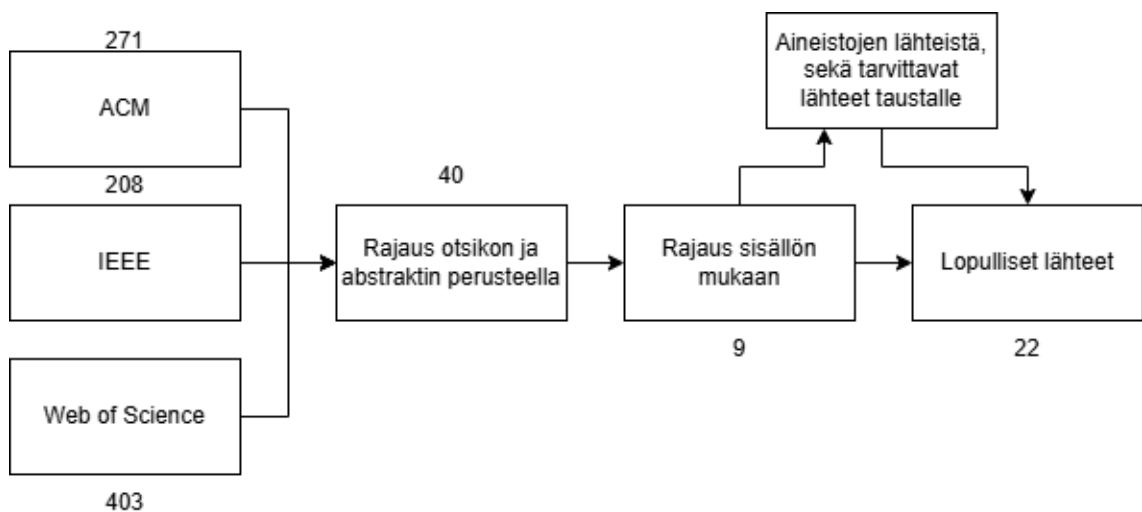 271
ACM
208
IEEE
Web of Science
403
40
Rajaus otsikon ja
abstraktin perusteella
Rajaus sisällön
mukaan
9
Aineistojen lähteistä,
sekä tarvittavat
lähteet taustalle
Lopulliset lähteet
22